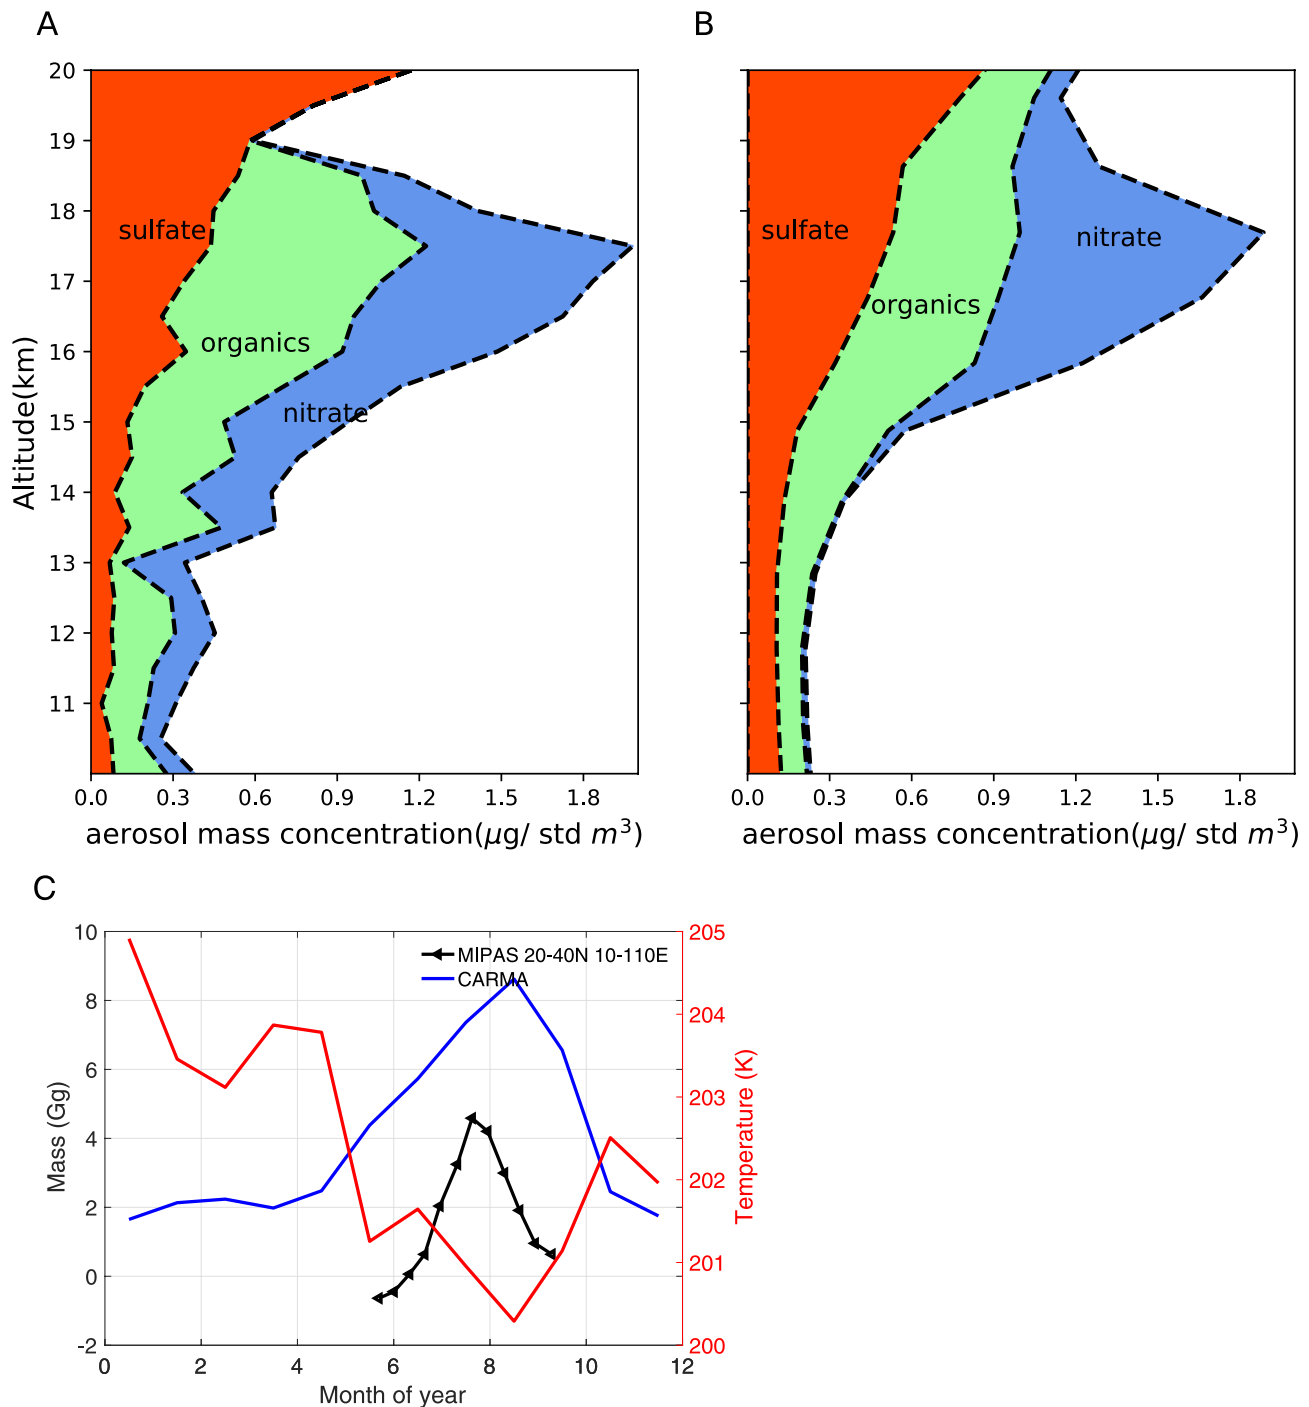 A
B
20
19
18
17
16
15
14
13
12
11
Altitude(km)
sulfate
organics
nitrate
0.0 0.3 0.6 0.9 1.2 1.5 1.8
aerosol mass concentration(μg/ std m³)
sulfate
nitrate
organics
0.0 0.3 0.6 0.9 1.2 1.5 1.8
aerosol mass concentration(μg/ std m³)
C
10
8
6
4
2
0
-2
Mass (Gg)
MIPAS 20-40N 10-110E
CARMA
205
204
203
202
201
200
Temperature (K)
0 2 4 6 8 10 12
Month of year